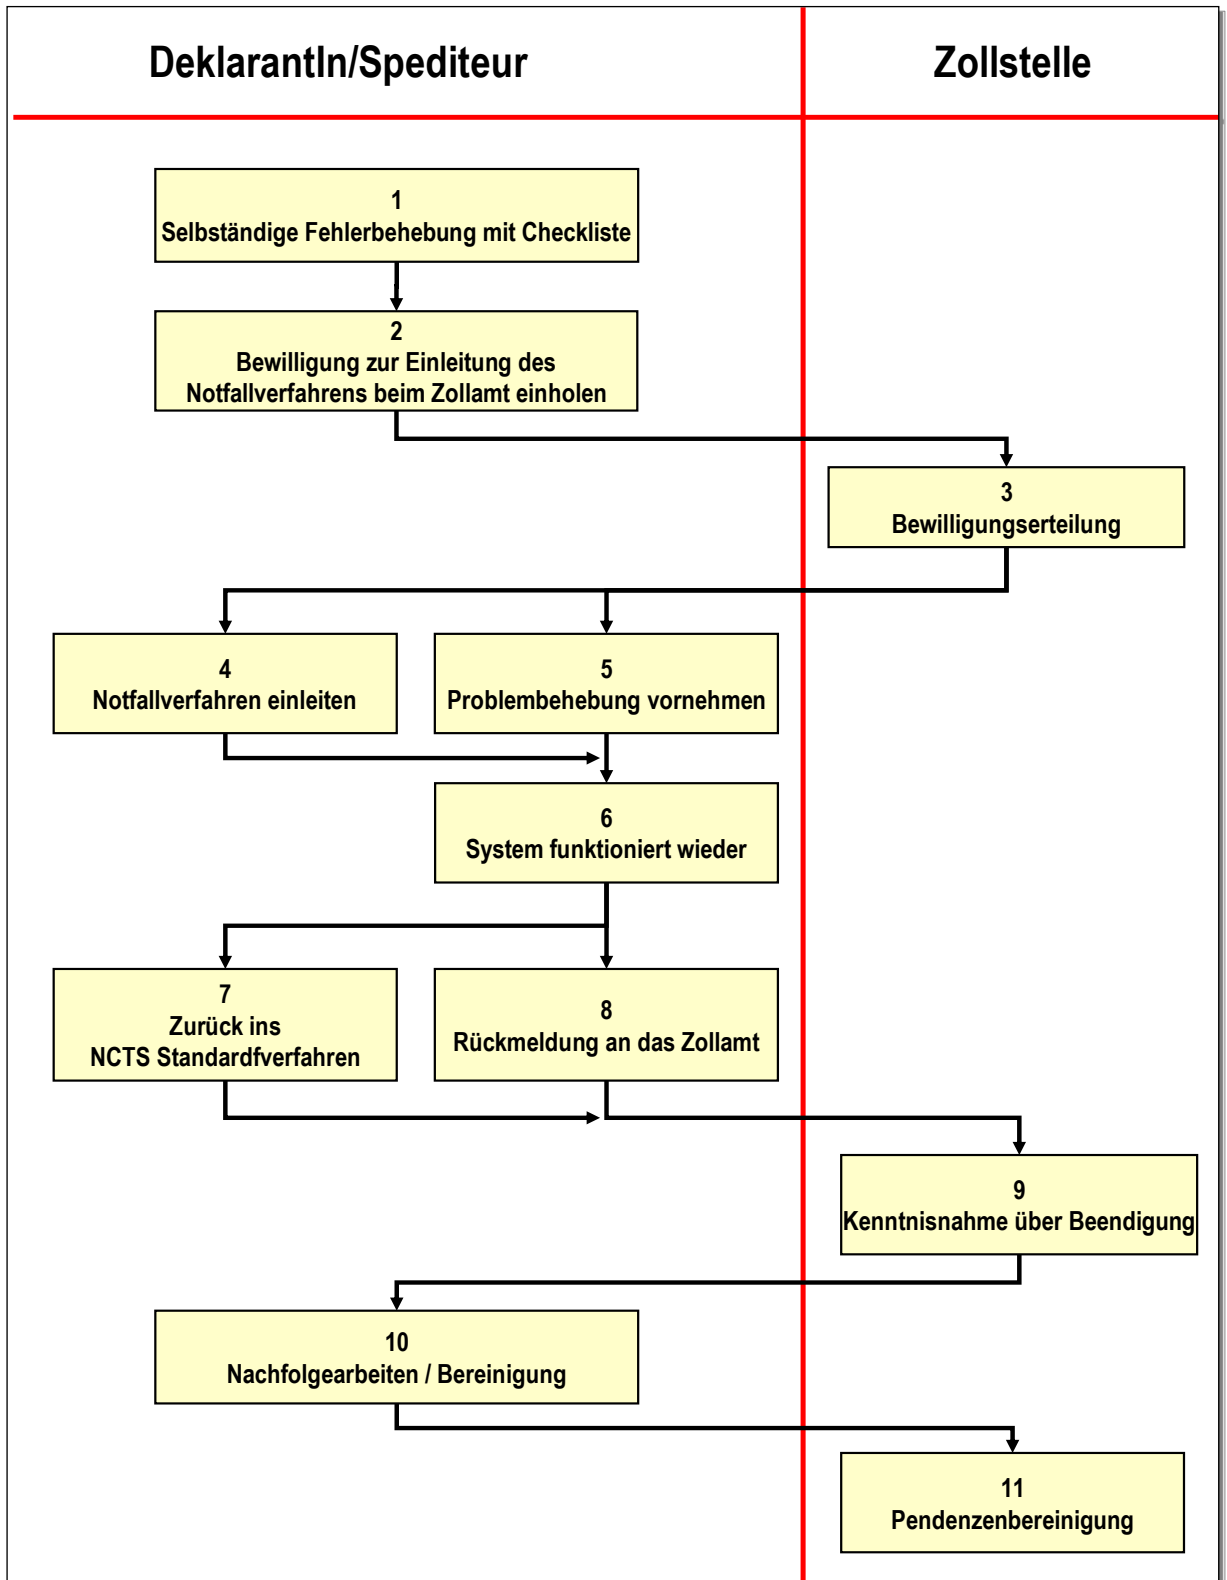 DeklarantIn/Spediteur
Zollstelle
1
Selbständige Fehlerbehebung mit Checkliste
2
Bewilligung zur Einleitung des
Notfallverfahrens beim Zollamt einholen
3
Bewilligungserteilung
4
Notfallverfahren einleiten
5
Problembehebung vornehmen
6
System funktioniert wieder
7
Zurück ins
NCTS Standardfverfahren
8
Rückmeldung an das Zollamt
9
Kenntnisnahme über Beendigung
10
Nachfolgearbeiten / Bereinigung
11
Pendenzenbereinigung